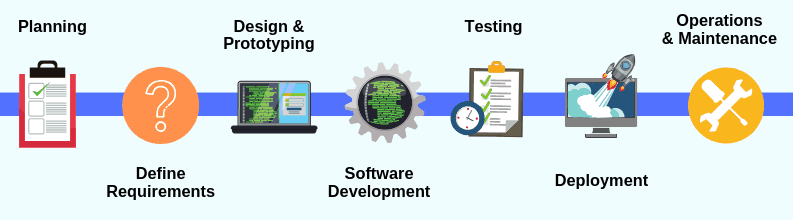 Planning
Define
Requirements
Design &
Prototyping
Software
Development
Testing
Deployment
Operations
& Maintenance